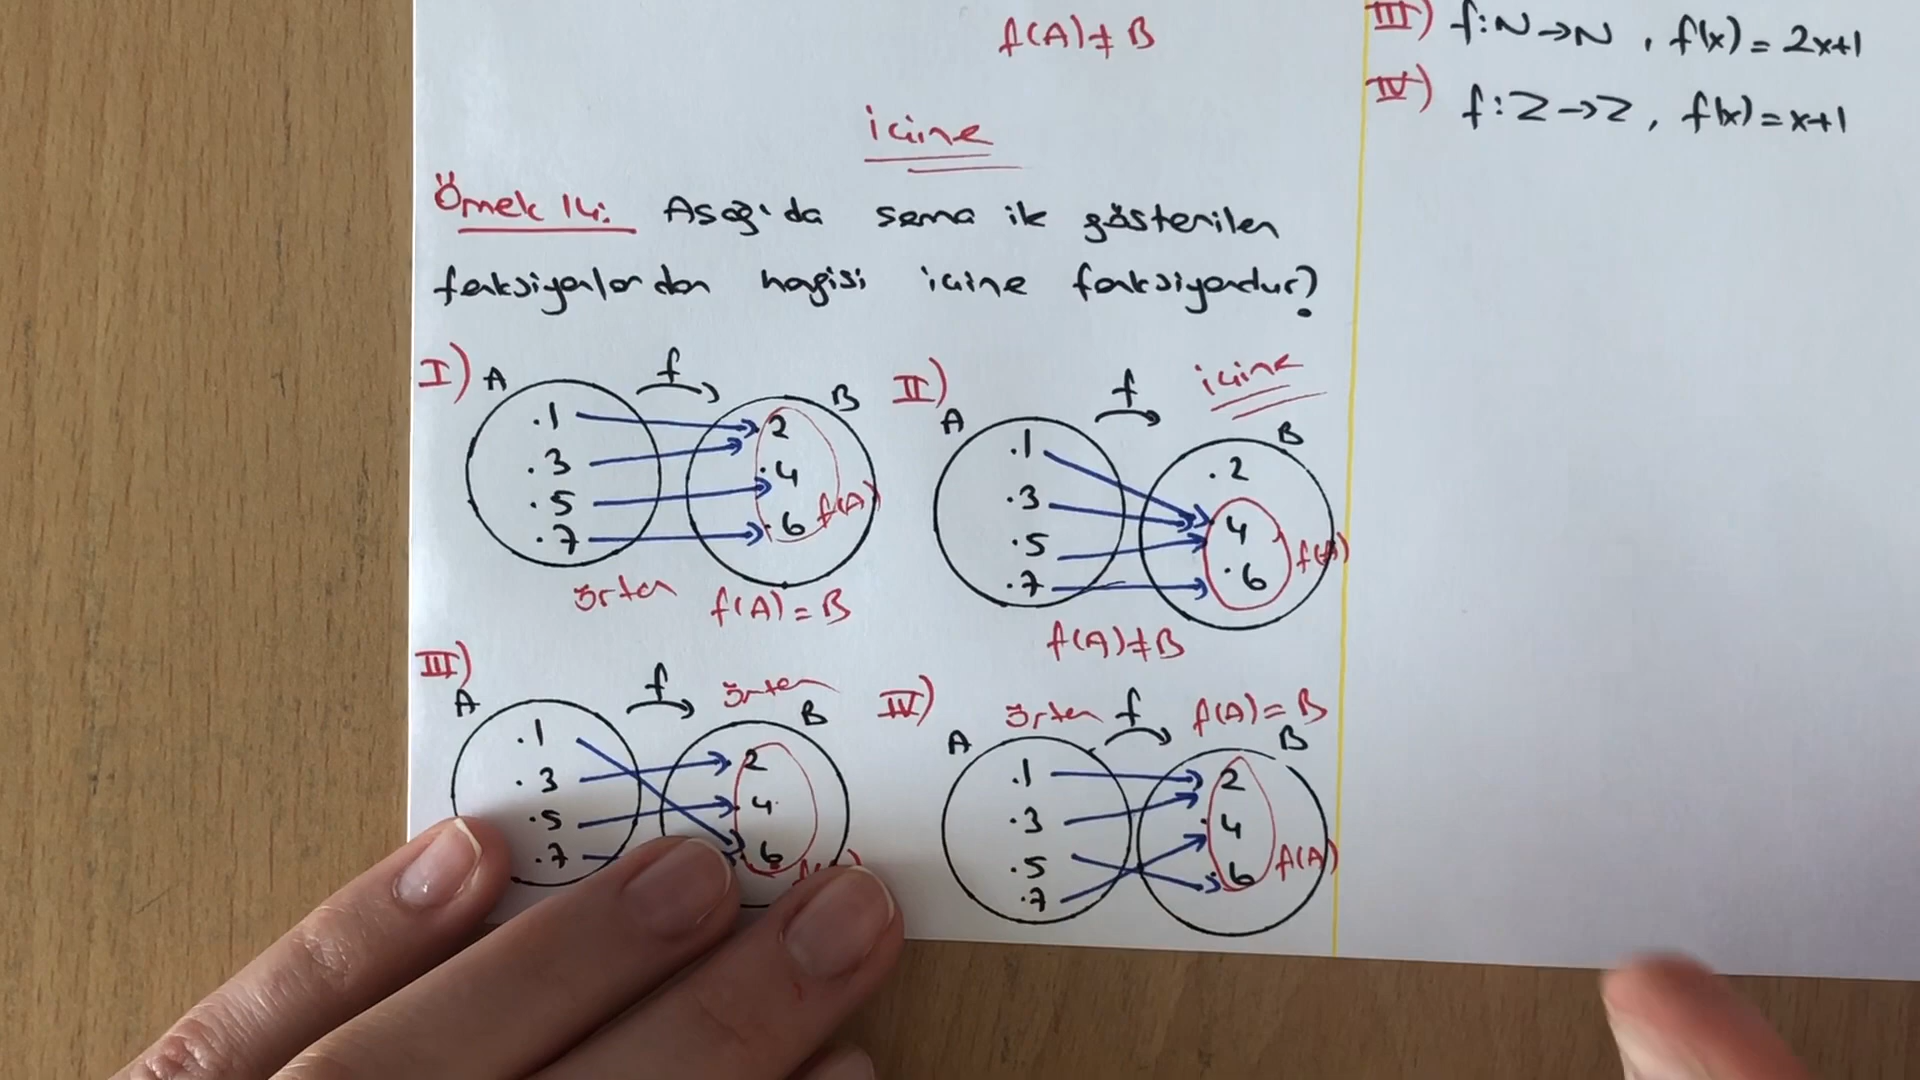 f(A) ≠ B
içine
Örnek 14: Aşağıda şema ile gösterilen
fonksiyonlardan hangisi içine fonksiyondur?
I) A f B
.1 2
.3 .4
.5 .6 f(A)
.7
örten f(A) = B
II) A f içine B
.1 .2
.3 4
.5 .6 f(A)
.7
f(A) ≠ B
III) A f örten B
.1 2
.3 4
.5 6
.7
IV) A örten f f(A) = B B
.1 2
.3 4
.5 6 f(A)
.7
III) f: N → N , f(x) = 2x+1
IV) f: Z → Z , f(x) = x+1